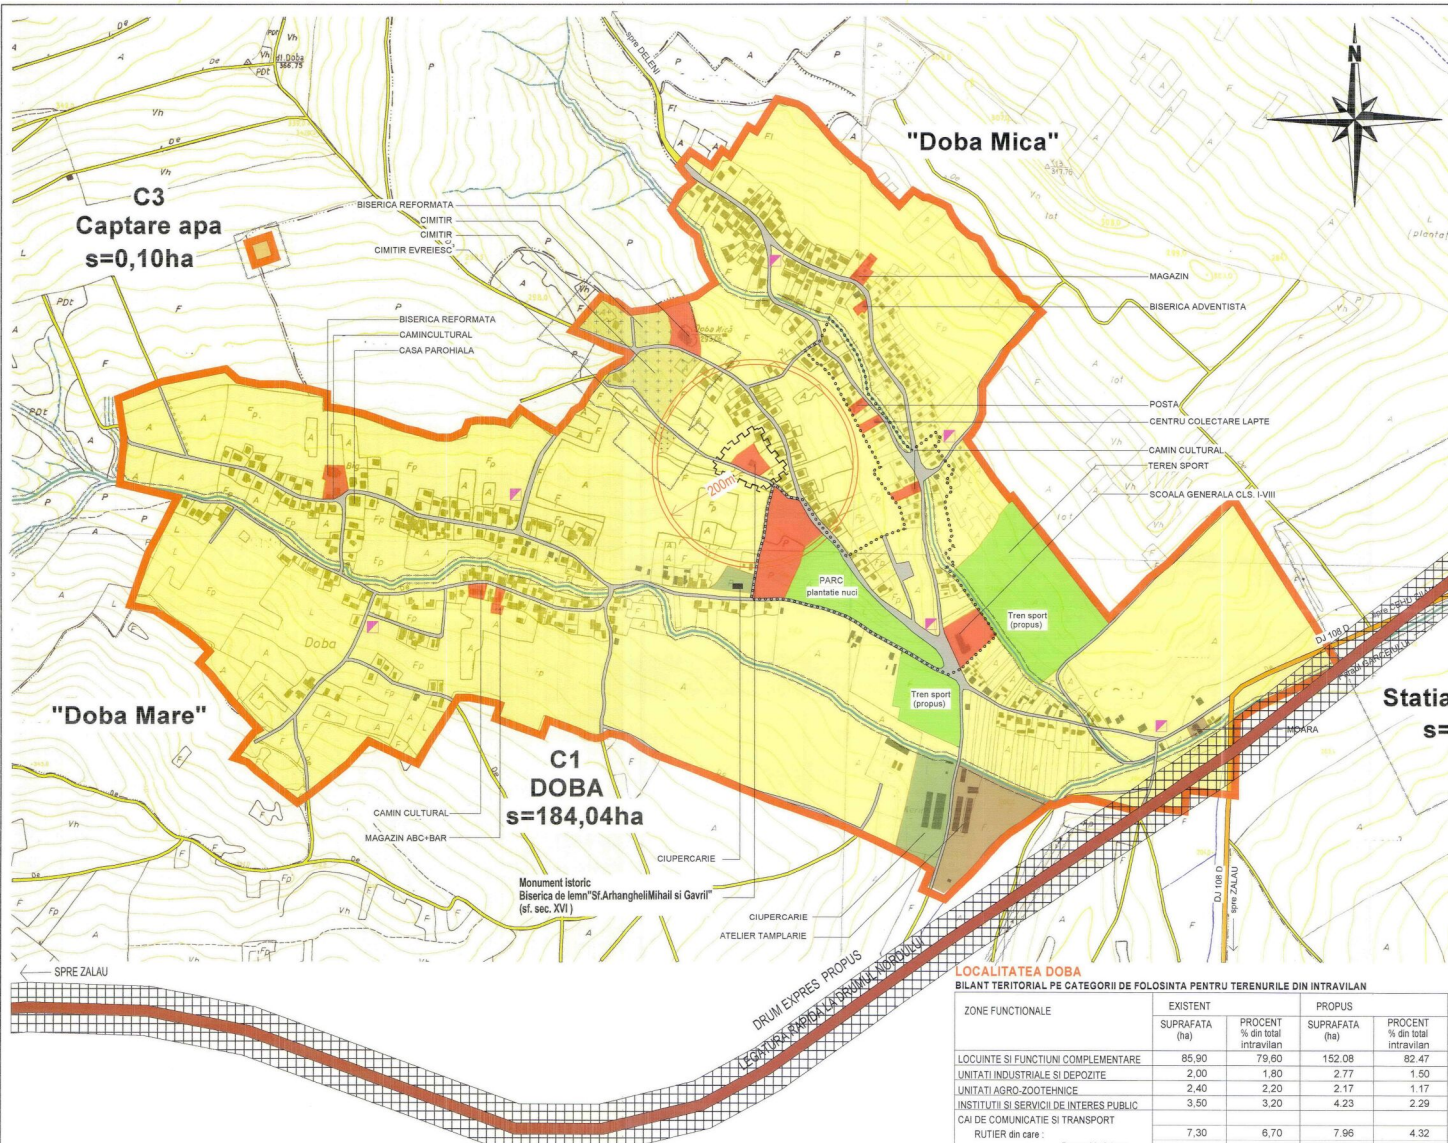 spre DELENI
dl Doba
366.75
"Doba Mica"
N
C3
Captare apa
s=0,10ha
BISERICA REFORMATA
CIMITIR
CIMITIR
CIMITIR EVREIESC
MAGAZIN
BISERICA ADVENTISTA
BISERICA REFORMATA
CAMINCULTURAL
CASA PAROHIALA
Doba Mică
POSTA
CENTRU COLECTARE LAPTE
CAMIN CULTURAL
TEREN SPORT
SCOALA GENERALA CLS. I-VIII
200m
PARC
plantatie nuci
Tren sport
(propus)
Tren sport
(propus)
Doba
DJ 108 D
"Doba Mare"
Statia
s=
MOARA
C1
DOBA
s=184,04ha
CAMIN CULTURAL
MAGAZIN ABC+BAR
CIUPERCARIE
Monument istoric
Biserica de lemn"Sf.ArhangheliMihail si Gavril"
(sf. sec. XVI )
CIUPERCARIE
ATELIER TAMPLARIE
DJ 108 D
spre ZALAU
SPRE ZALAU
DRUM EXPRES PROPUS
LEGATURA RAPIDA LA DRUMUL NORDULUI
LOCALITATEA DOBA
BILANT TERITORIAL PE CATEGORII DE FOLOSINTA PENTRU TERENURILE DIN INTRAVILAN
ZONE FUNCTIONALE EXISTENT PROPUS
SUPRAFATA PROCENT SUPRAFATA PROCENT
(ha) % din total (ha) % din total
intravilan intravilan
LOCUINTE SI FUNCTIUNI COMPLEMENTARE 85,90 79,60 152.08 82.47
UNITATI INDUSTRIALE SI DEPOZITE 2,00 1,80 2.77 1.50
UNITATI AGRO-ZOOTEHNICE 2,40 2,20 2.17 1.17
INSTITUTII SI SERVICII DE INTERES PUBLIC 3,50 3,20 4.23 2.29
CAI DE COMUNICATIE SI TRANSPORT
RUTIER din care : 7,30 6,70 7.96 4.32